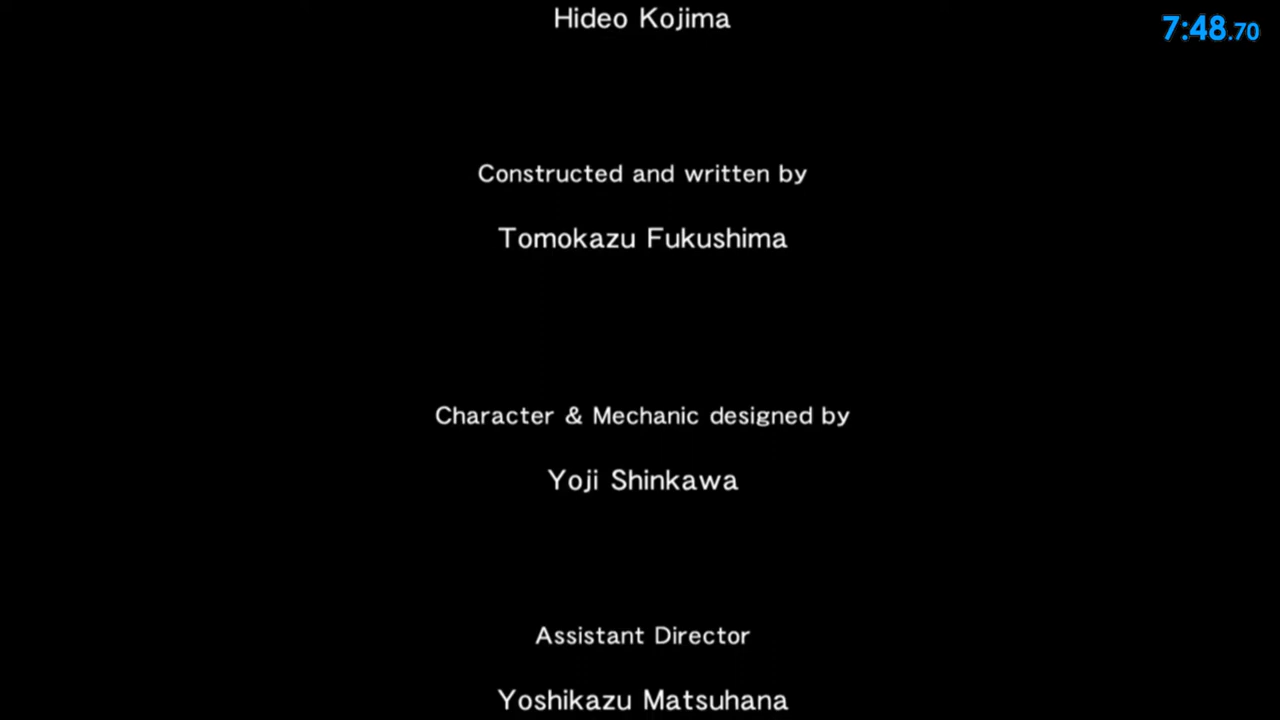 Hideo Kojima
7:48.70
Constructed and written by
Tomokazu Fukushima
Character & Mechanic designed by
Yoji Shinkawa
Assistant Director
Yoshikazu Matsuhana